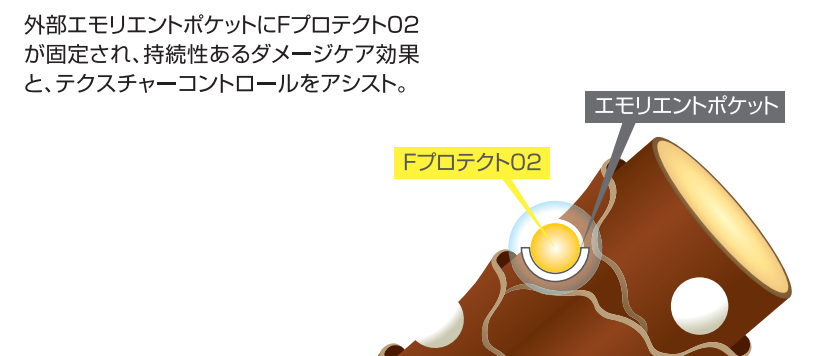 外部エモリエントポケットにFプロテクト02
が固定され、持続性あるダメージケア効果
と、テクスチャーコントロールをアシスト。
エモリエントポケット
Fプロテクト02